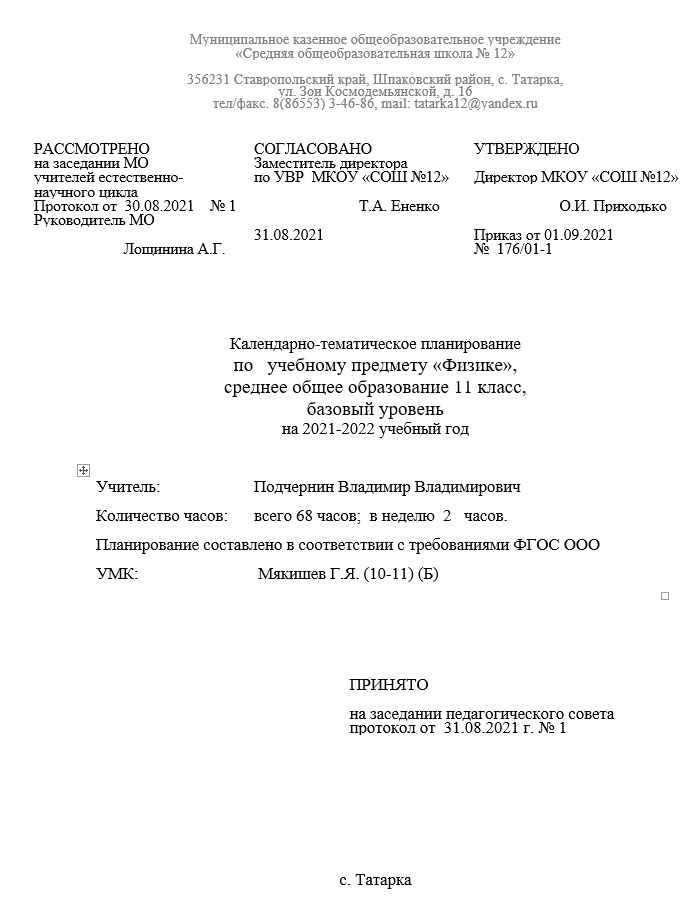 Муниципальное казенное общеобразовательное учреждение
«Средняя общеобразовательная школа № 12»
356231 Ставропольский край, Шпаковский район, с. Татарка,
ул. Зои Космодемьянской, д. 16
тел/факс. 8(86553) 3-46-86, mail: tatarka12@yandex.ru
РАССМОТРЕНО
на заседании МО
учителей естественно-
научного цикла
Протокол от 30.08.2021 № 1
Руководитель МО
Лощинина А.Г.
СОГЛАСОВАНО
Заместитель директора
по УВР МКОУ «СОШ №12»
Т.А. Ененко
31.08.2021
УТВЕРЖДЕНО
Директор МКОУ «СОШ №12»
О.И. Приходько
Приказ от 01.09.2021
№ 176/01-1
Календарно-тематическое планирование
по учебному предмету «Физике»,
среднее общее образование 11 класс,
базовый уровень
на 2021-2022 учебный год
Учитель: Подчернин Владимир Владимирович
Количество часов: всего 68 часов; в неделю 2 часов.
Планирование составлено в соответствии с требованиями ФГОС ООО
УМК: Мякишев Г.Я. (10-11) (Б)
ПРИНЯТО
на заседании педагогического совета
протокол от 31.08.2021 г. № 1
с. Татарка